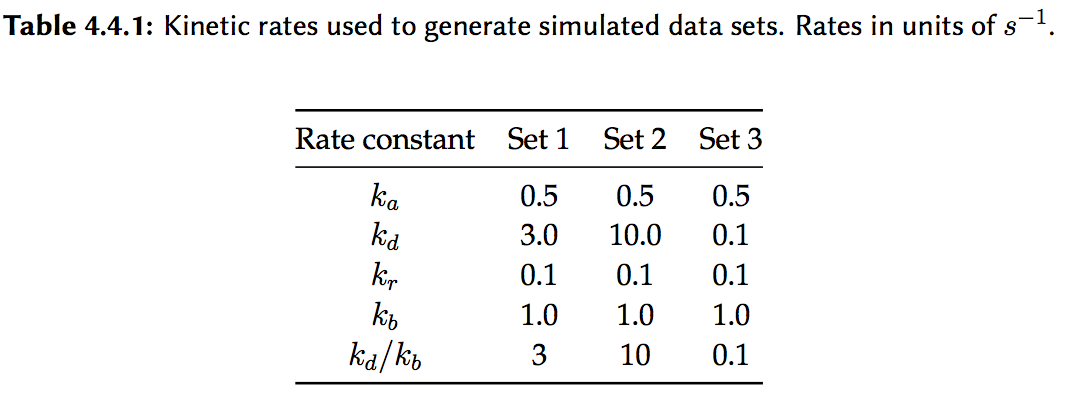 Table 4.4.1: Kinetic rates used to generate simulated data sets. Rates in units of s⁻¹.
Rate constant Set 1 Set 2 Set 3
kₐ 0.5 0.5 0.5
k_d 3.0 10.0 0.1
k_r 0.1 0.1 0.1
k_b 1.0 1.0 1.0
k_d/k_b 3 10 0.1